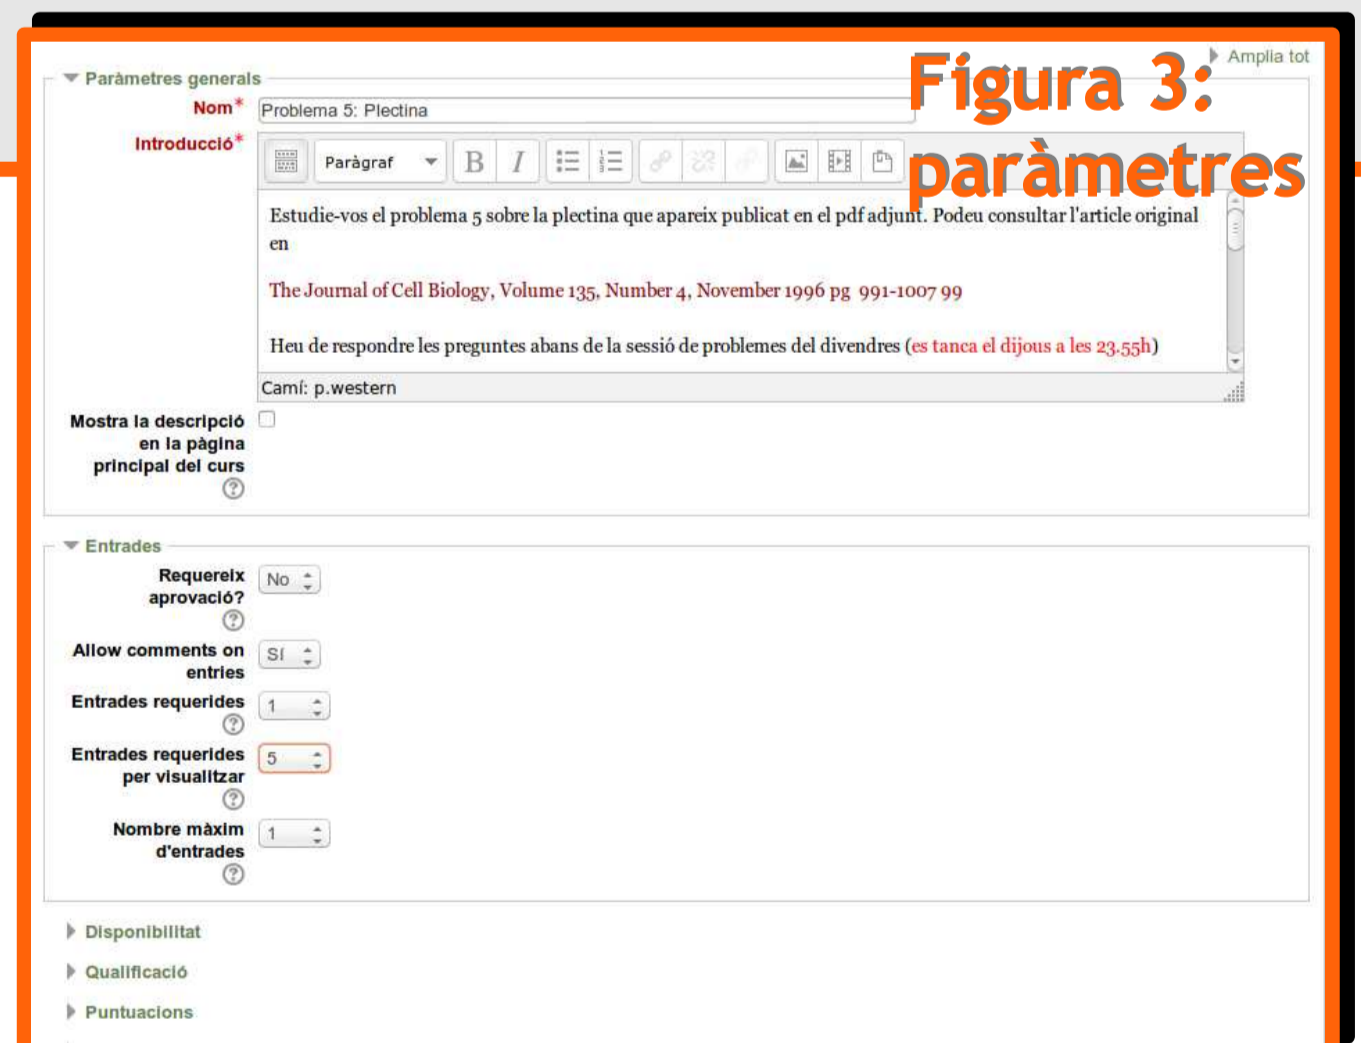 Figura 3:
paràmetres
Amplia tot
Paràmetres generals
Nom*
Problema 5: Plectina
Introducció*
Paràgraf
B I
Estudie-vos el problema 5 sobre la plectina que apareix publicat en el pdf adjunt. Podeu consultar l'article original
en
The Journal of Cell Biology, Volume 135, Number 4, November 1996 pg 991-1007 99
Heu de respondre les preguntes abans de la sessió de problemes del divendres (es tanca el dijous a les 23.55h)
Camí: p.western
Mostra la descripció
en la pàgina
principal del curs
?
Entrades
Requereix
aprovació?
No
?
Allow comments on
entries
Sí
Entrades requerides
1
?
Entrades requerides
per visualitzar
5
?
Nombre màxim
d'entrades
1
?
Disponibilitat
Qualificació
Puntuacions